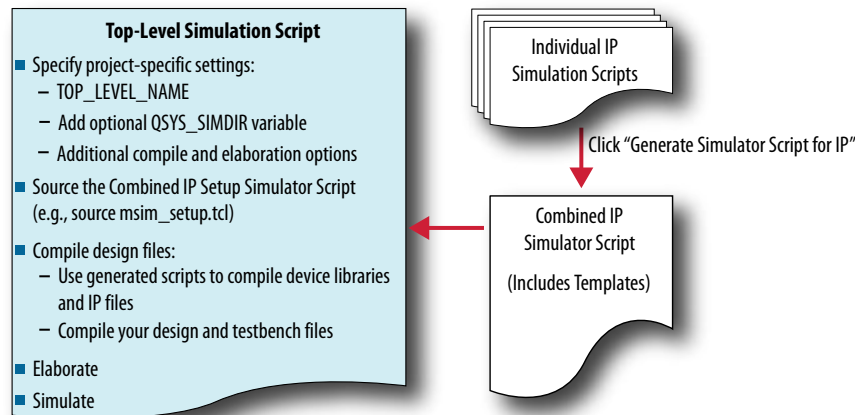 Top-Level Simulation Script
■ Specify project-specific settings:
– TOP_LEVEL_NAME
– Add optional QSYS_SIMDIR variable
– Additional compile and elaboration options
■ Source the Combined IP Setup Simulator Script
(e.g., source msim_setup.tcl)
■ Compile design files:
– Use generated scripts to compile device libraries
and IP files
– Compile your design and testbench files
■ Elaborate
■ Simulate
Individual IP
Simulation Scripts
Click “Generate Simulator Script for IP”
Combined IP
Simulator Script
(Includes Templates)